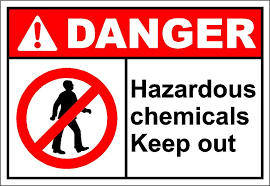 DANGER
Hazardous
chemicals
Keep out